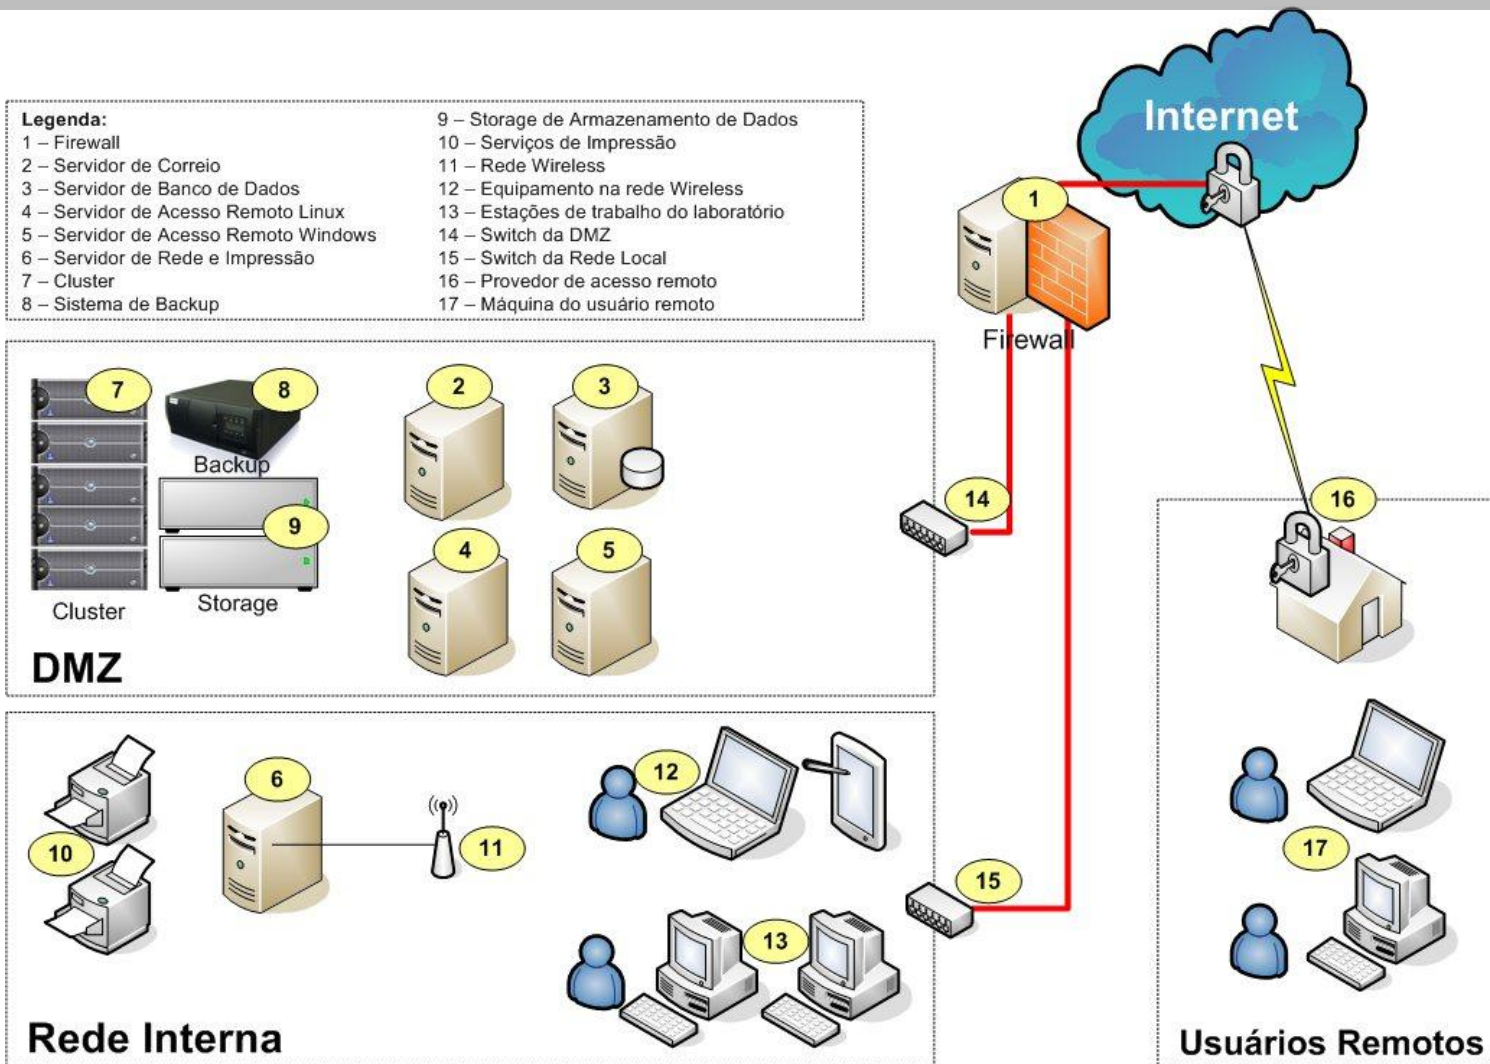 Legenda:
1 – Firewall
2 – Servidor de Correio
3 – Servidor de Banco de Dados
4 – Servidor de Acesso Remoto Linux
5 – Servidor de Acesso Remoto Windows
6 – Servidor de Rede e Impressão
7 – Cluster
8 – Sistema de Backup
9 – Storage de Armazenamento de Dados
10 – Serviços de Impressão
11 – Rede Wireless
12 – Equipamento na rede Wireless
13 – Estações de trabalho do laboratório
14 – Switch da DMZ
15 – Switch da Rede Local
16 – Provedor de acesso remoto
17 – Máquina do usuário remoto
Internet
1
Firewall
7
8
2
3
Backup
9
14
16
4
5
Cluster
Storage
DMZ
6
12
10
11
17
15
13
Rede Interna
Usuários Remotos